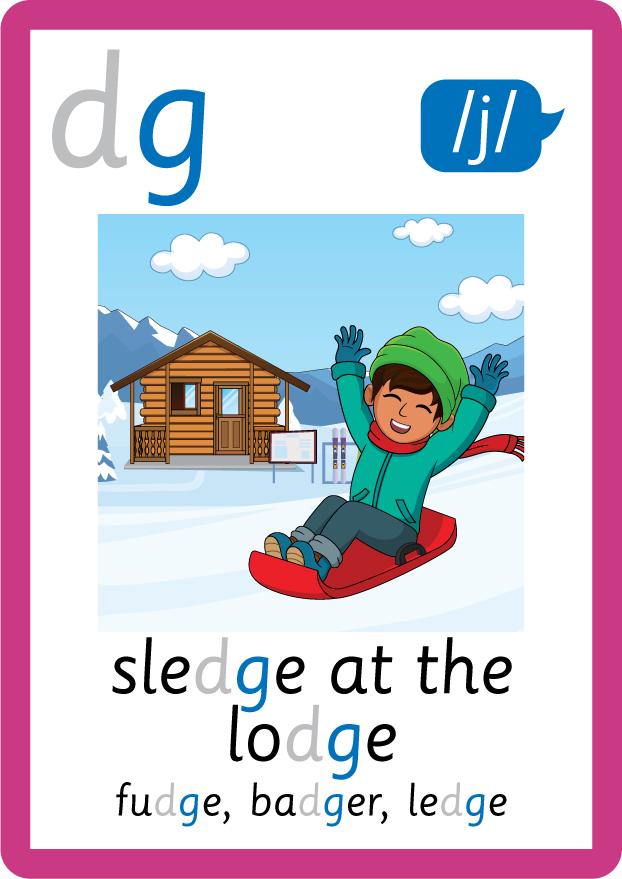 dg
/j/
sledge at the
lodge
fudge, badger, ledge